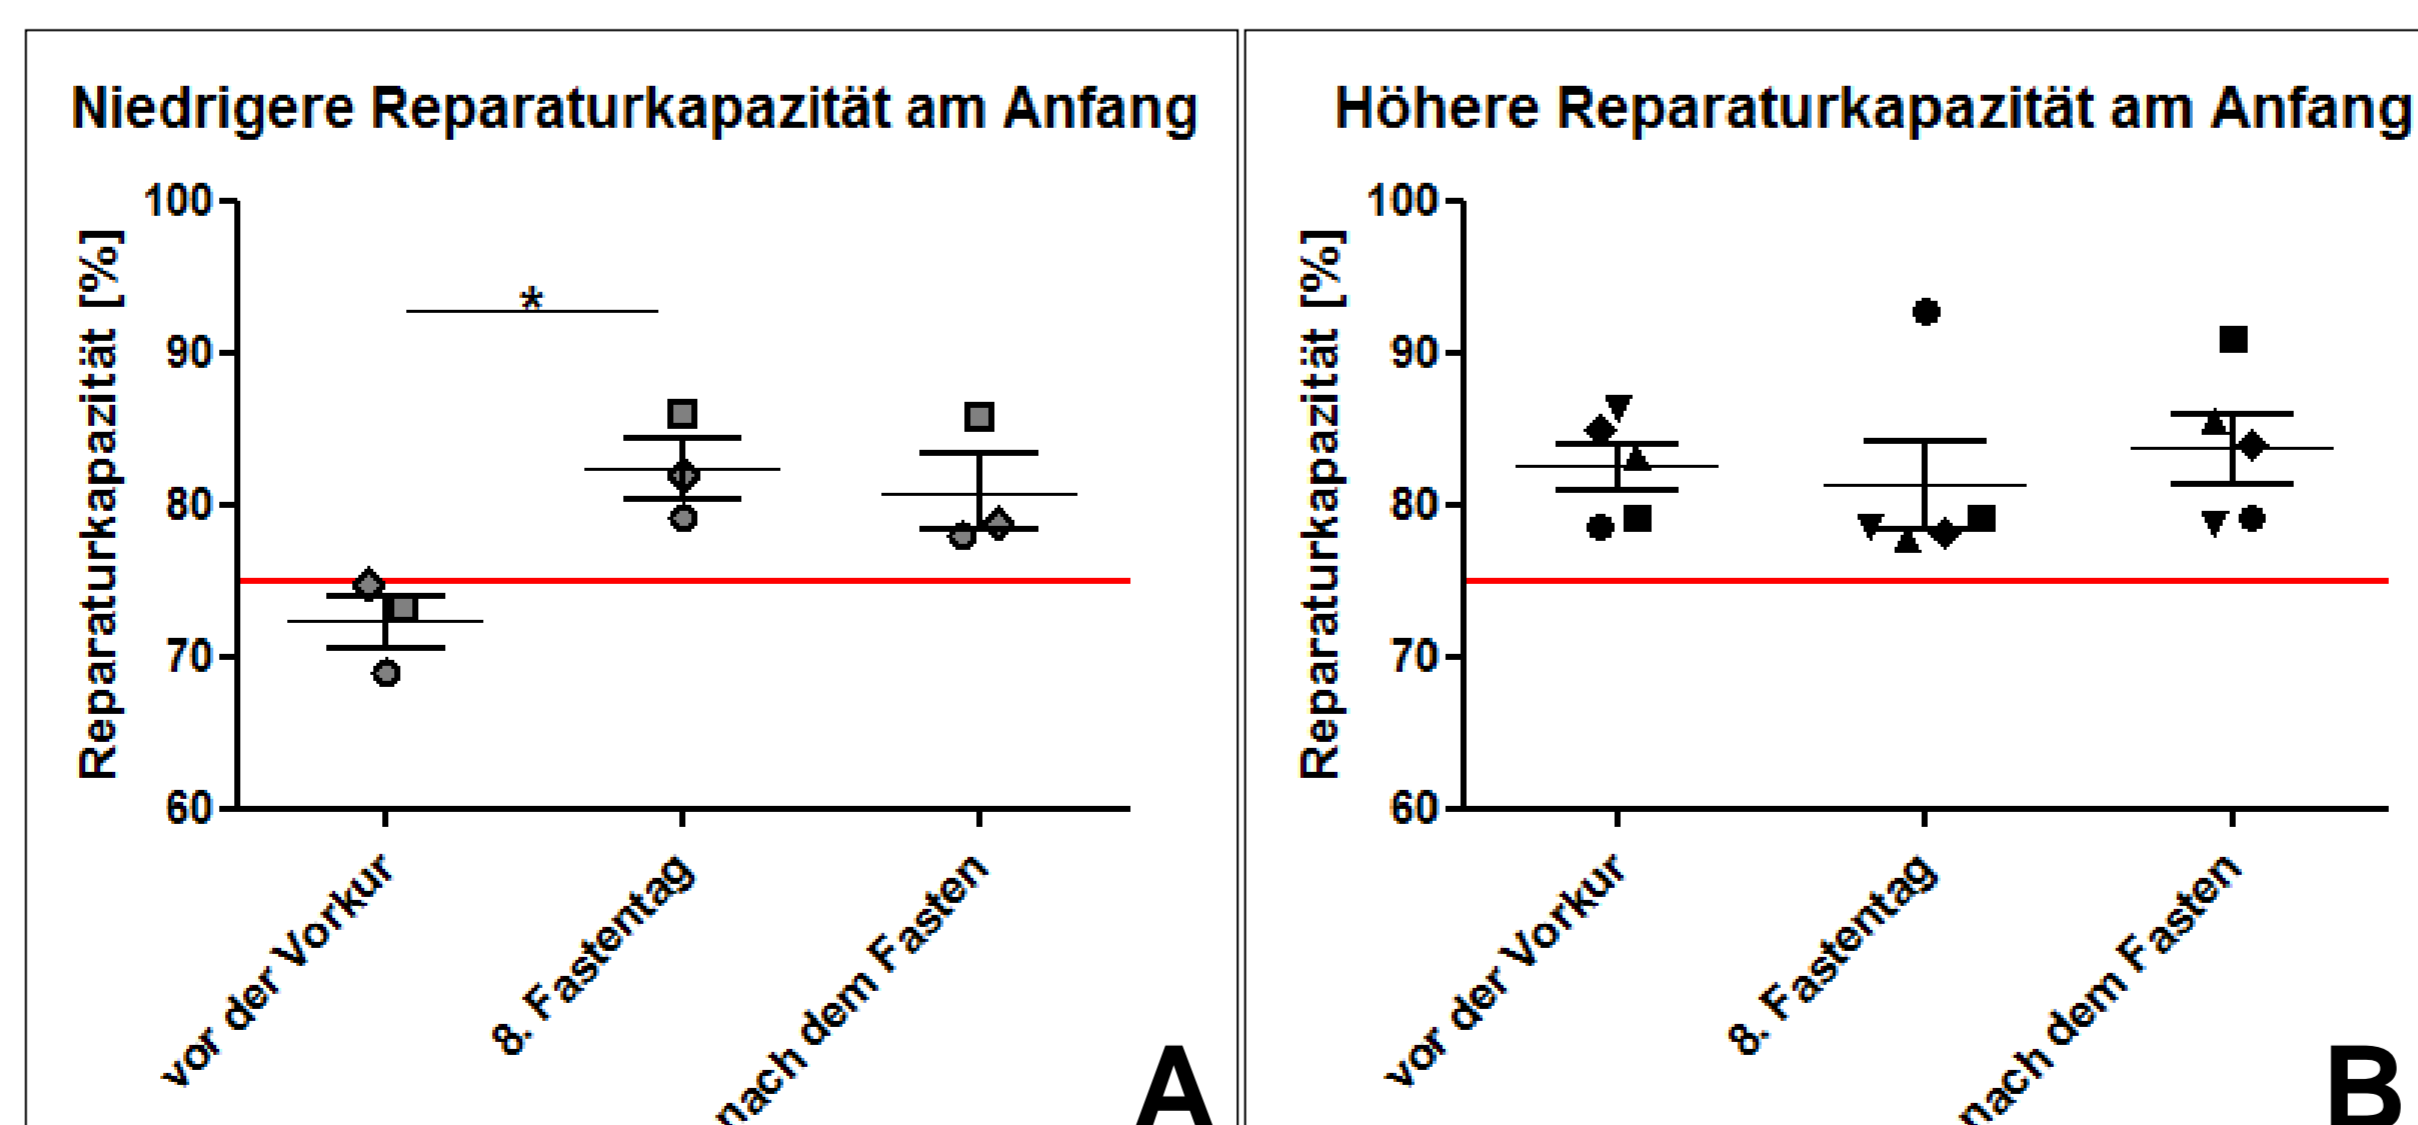 Niedrigere Reparaturkapazität am Anfang
Reparaturkapazität [%]
100
90
80
70
60
*
vor der Vorkur
8. Fastentag
nach dem Fasten
A
Höhere Reparaturkapazität am Anfang
Reparaturkapazität [%]
100
90
80
70
60
vor der Vorkur
8. Fastentag
nach dem Fasten
B